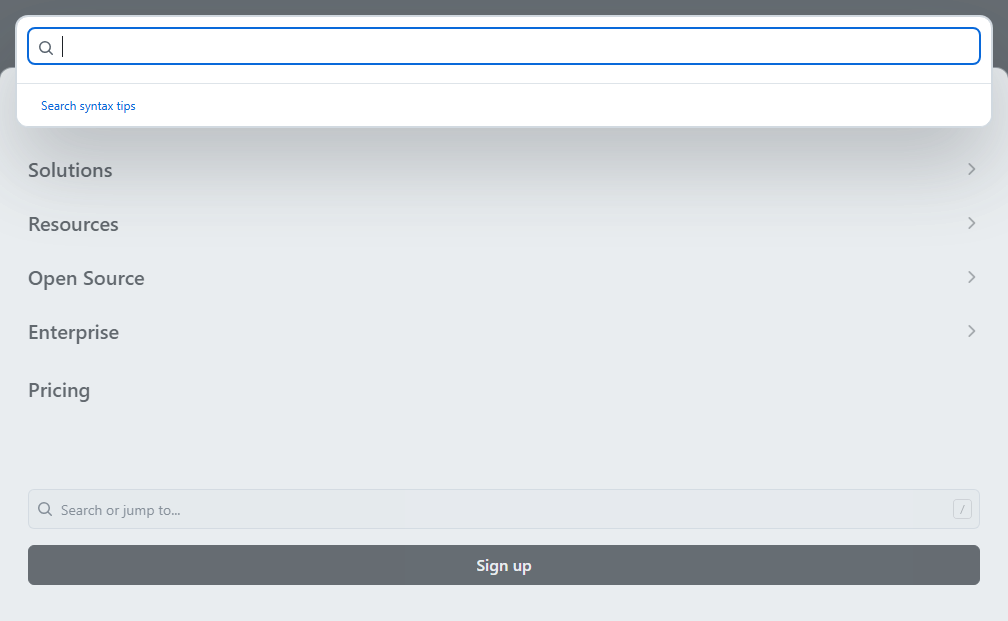 Search syntax tips
Solutions
Resources
Open Source
Enterprise
Pricing
Search or jump to...
/
Sign up